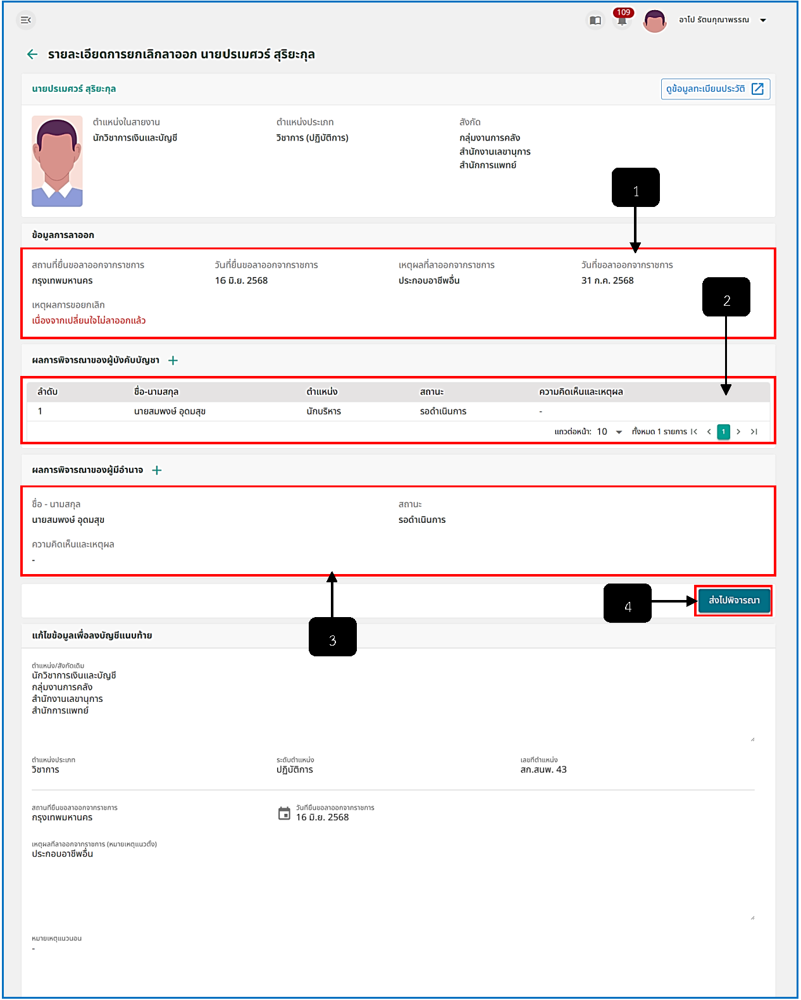 109
อาโป รัตนกุณาพรรณ
รายละเอียดการยกเลิกลาออก นายปรเมศวร์ สุริยะกุล
นายปรเมศวร์ สุริยะกุล
ดูข้อมูลทะเบียนประวัติ
ตำแหน่งในสายงาน
นักวิชาการเงินและบัญชี
ตำแหน่งประเภท
วิชาการ (ปฏิบัติการ)
สังกัด
กลุ่มงานการคลัง
สำนักงานเลขานุการ
สำนักการแพทย์
1
ข้อมูลการลาออก
สถานที่ยื่นขอลาออกจากราชการ
กรุงเทพมหานคร
วันที่ยื่นขอลาออกจากราชการ
16 มิ.ย. 2568
เหตุผลที่ลาออกจากราชการ
ประกอบอาชีพอื่น
วันที่ขอลาออกจากราชการ
31 ก.ค. 2568
2
เหตุผลการขอยกเลิก
เนื่องจากเปลี่ยนใจไม่ลาออกแล้ว
ผลการพิจารณาของผู้บังคับบัญชา
ลำดับ ชื่อ-นามสกุล ตำแหน่ง สถานะ ความคิดเห็นและเหตุผล
1 นายสมพงษ์ อุดมสุข นักบริหาร รอดำเนินการ -
แถวต่อหน้า: 10 ทั้งหมด 1 รายการ 1
ผลการพิจารณาของผู้มีอำนาจ
ชื่อ - นามสกุล
นายสมพงษ์ อุดมสุข
สถานะ
รอดำเนินการ
ความคิดเห็นและเหตุผล
-
4
ส่งไปพิจารณา
3
แก้ไขข้อมูลเพื่อลงบัญชีแนบท้าย
ตำแหน่ง/สังกัดเดิม
นักวิชาการเงินและบัญชี
กลุ่มงานการคลัง
สำนักงานเลขานุการ
สำนักการแพทย์
ตำแหน่งประเภท
วิชาการ
ระดับตำแหน่ง
ปฏิบัติการ
เลขที่ตำแหน่ง
สก.สนพ. 43
สถานที่ยื่นขอลาออกจากราชการ
กรุงเทพมหานคร
วันที่ยื่นขอลาออกจากราชการ
16 มิ.ย. 2568
เหตุผลที่ลาออกจากราชการ (หมายเหตุแนวตั้ง)
ประกอบอาชีพอื่น
หมายเหตุแนวนอน
-